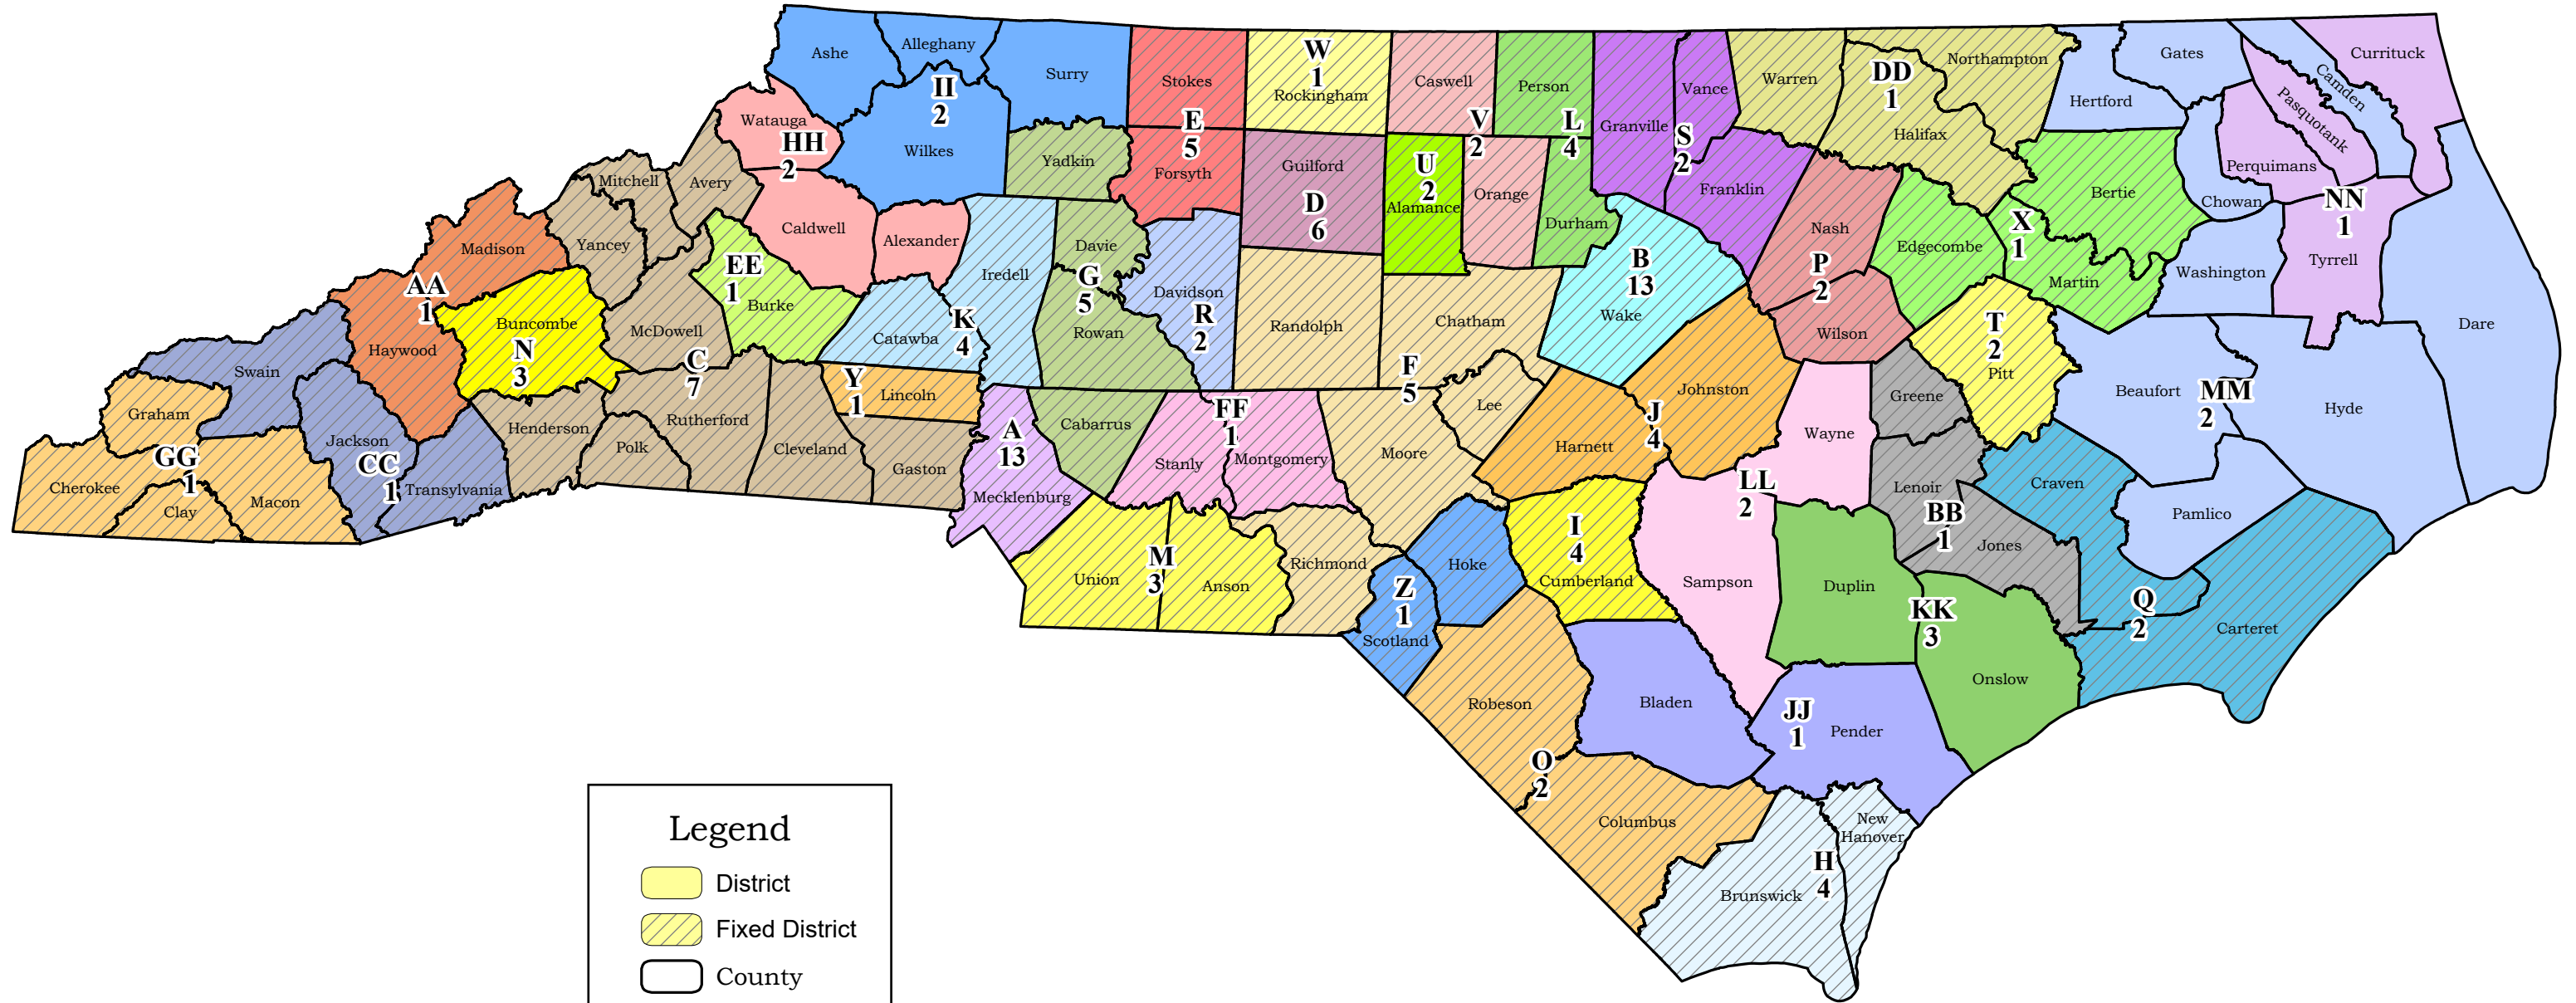 Ashe
Alleghany
Surry
Stokes
W
1
Rockingham
Caswell
Person
Granville
Vance
Warren
DD
1
Northampton
Halifax
Hertford
Gates
Camden
Currituck
Pasquotank
Perquimans
Chowan
Watauga
HH
2
II
2
Wilkes
Yadkin
E
5
Forsyth
Guilford
D
6
U
2
Alamance
V
2
Orange
L
4
Durham
S
2
Franklin
Nash
P
2
Wilson
Edgecombe
X
1
Bertie
Martin
Washington
NN
1
Tyrrell
Dare
Mitchell
Avery
Yancey
Madison
AA
1
Haywood
Buncombe
N
3
McDowell
C
7
EE
1
Burke
Caldwell
Alexander
Iredell
Catawba
K
4
Davie
G
5
Rowan
Davidson
R
2
Randolph
Chatham
F
5
Lee
B
13
Wake
Johnston
J
4
Harnett
Wayne
Greene
T
2
Pitt
Beaufort
MM
2
Hyde
Swain
Graham
GG
1
Cherokee
Clay
Macon
Jackson
CC
1
Transylvania
Henderson
Polk
Rutherford
Cleveland
Y
1
Lincoln
Gaston
A
13
Mecklenburg
Cabarrus
FF
1
Stanly
Montgomery
Moore
Lenoir
BB
1
Jones
Craven
Pamlico
Q
2
Carteret
Union
M
3
Anson
Richmond
Z
1
Scotland
Hoke
I
4
Cumberland
LL
2
Sampson
Duplin
KK
3
Onslow
Robeson
Bladen
JJ
1
Pender
O
2
Columbus
Brunswick
H
4
New
Hanover
Legend
District
Fixed District
County